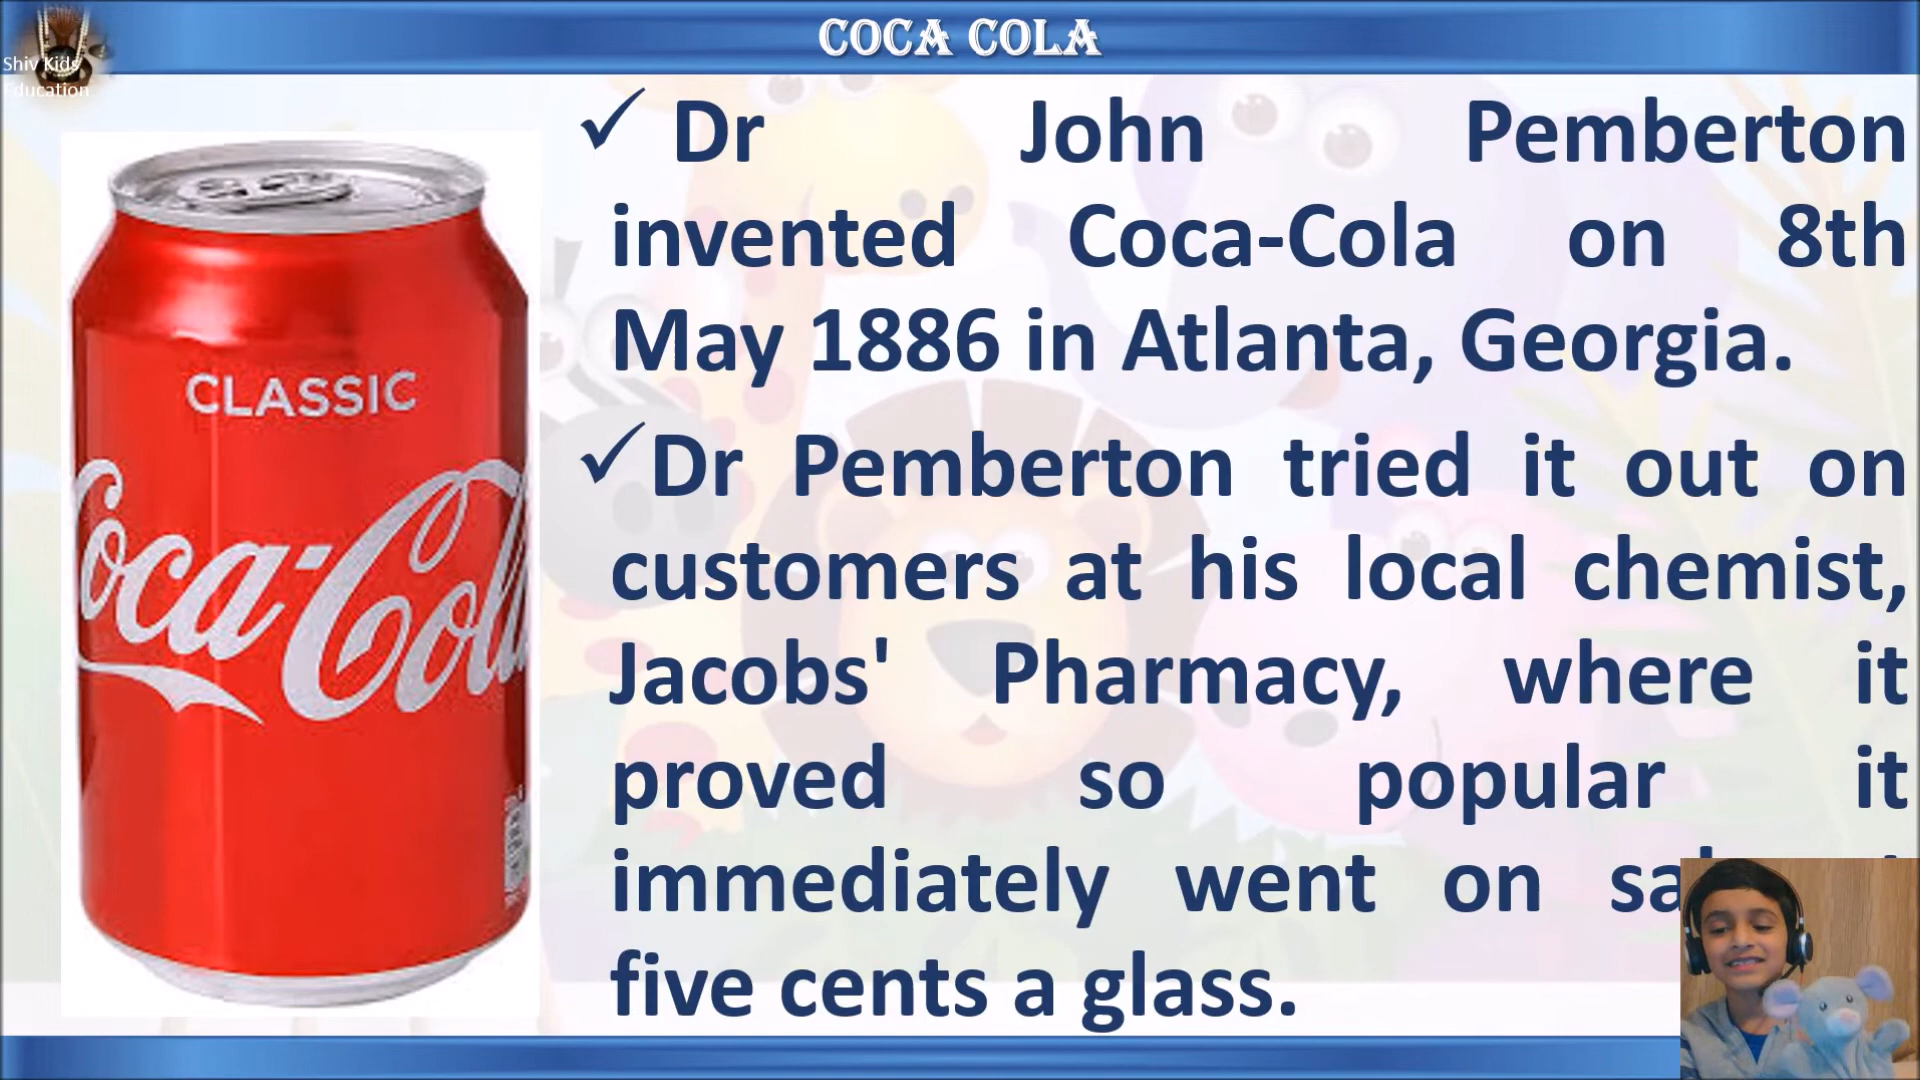 COCA COLA
Shiv Kids
Education
✓ Dr John Pemberton
invented Coca-Cola on 8th
May 1886 in Atlanta, Georgia.
✓Dr Pemberton tried it out on
customers at his local chemist,
Jacobs' Pharmacy, where it
proved so popular it
immediately went on
five cents a glass.
CLASSIC
Coca-Cola